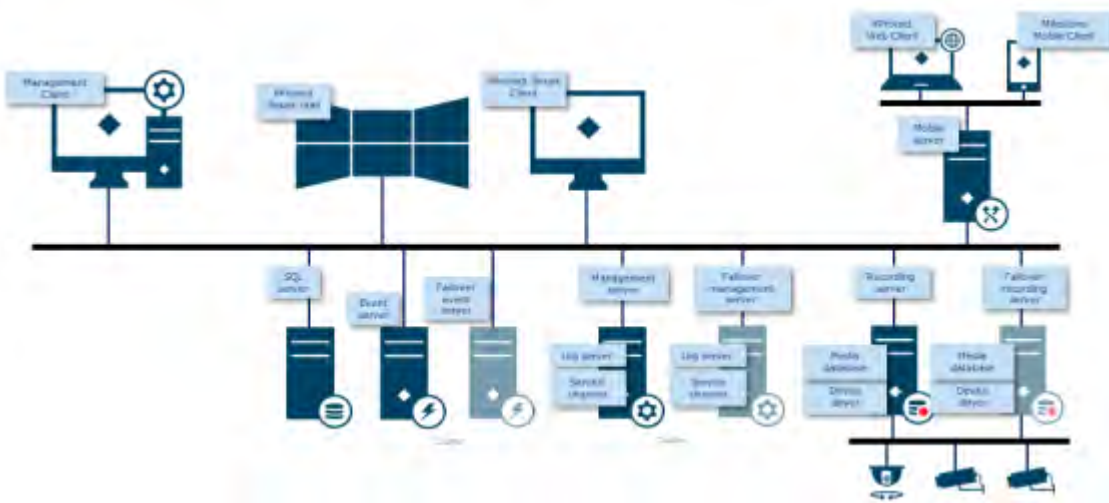 XProtect
Web Client
Milestone
Mobile Client
Management
Client
XProtect
Smart Wall
XProtect Smart
Client
Mobile
server
SQL
server
Event
server
Failover
event
server
Management
server
Failover
management
server
Recording
server
Failover
recording
server
Log server
Service
channel
Log server
Service
channel
Media
database
Device
driver
Media
database
Device
driver